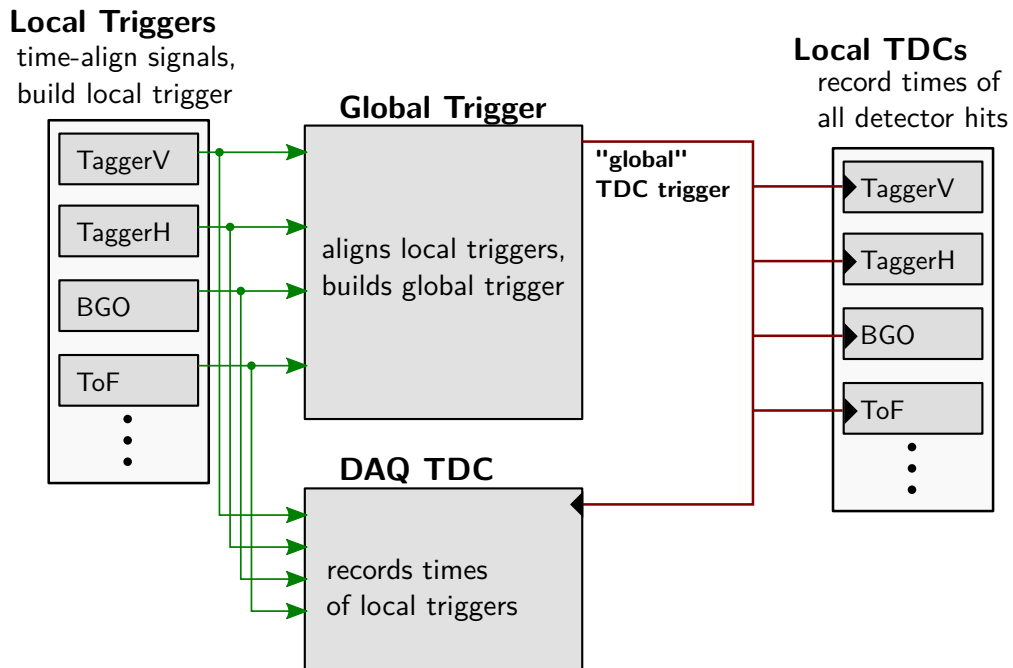 Local Triggers
time-align signals,
build local trigger
TaggerV
TaggerH
BGO
ToF
Global Trigger
aligns local triggers,
builds global trigger
"global"
TDC trigger
DAQ TDC
records times
of local triggers
Local TDCs
record times of
all detector hits
TaggerV
TaggerH
BGO
ToF